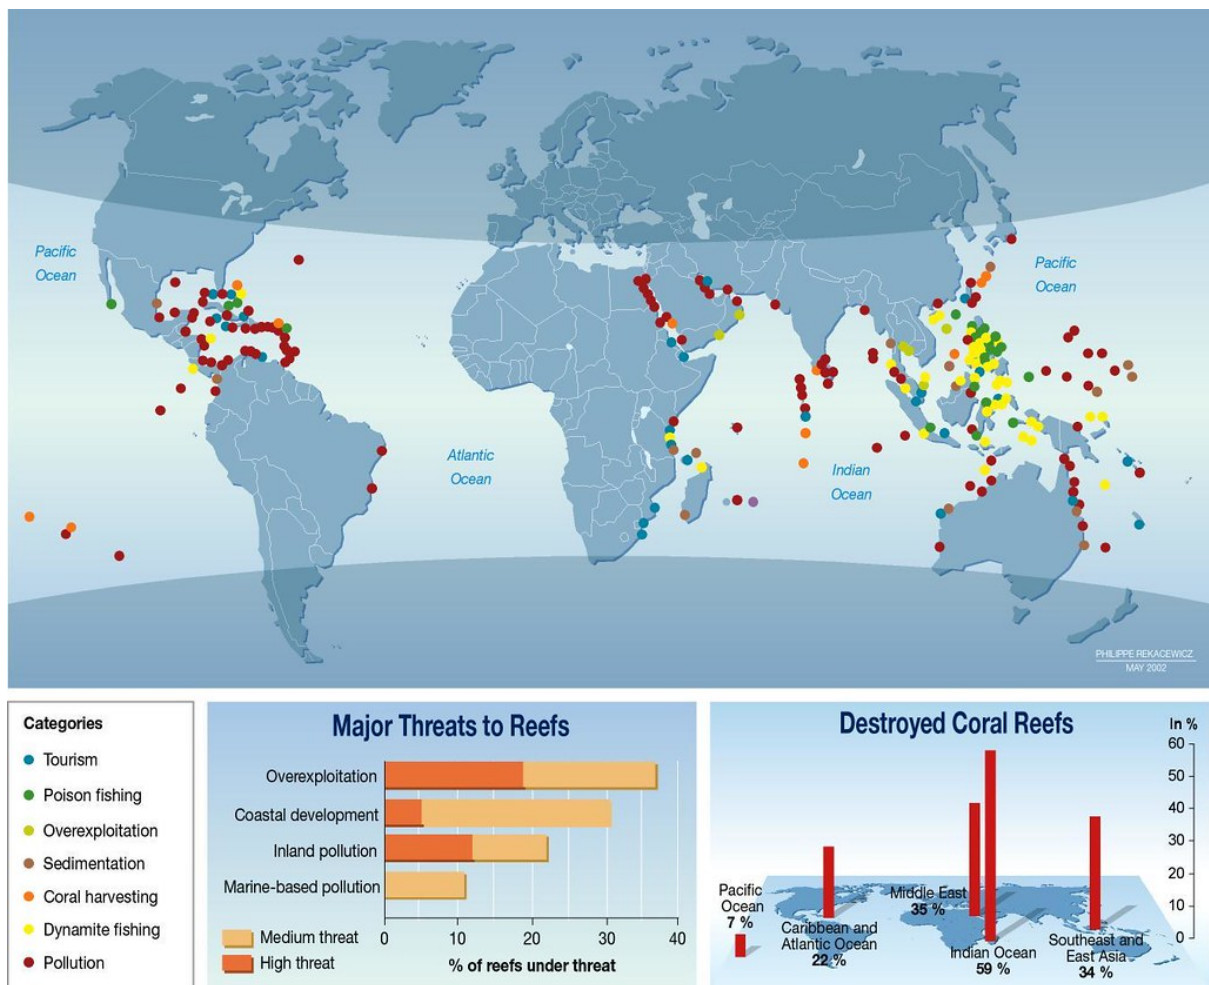 Pacific
Ocean
Pacific
Ocean
Atlantic
Ocean
Indian
Ocean
PHILIPPE REKACEWICZ
MAY 2002
Categories
Tourism
Poison fishing
Overexploitation
Sedimentation
Coral harvesting
Dynamite fishing
Pollution
Major Threats to Reefs
Overexploitation
Coastal development
Inland pollution
Marine-based pollution
0
10
20
30
40
Medium threat
High threat
% of reefs under threat
Destroyed Coral Reefs
In %
60
50
40
30
20
10
0
Pacific
Ocean
7 %
Caribbean and
Atlantic Ocean
22 %
Middle East
35 %
Indian Ocean
59 %
Southeast and
East Asia
34 %